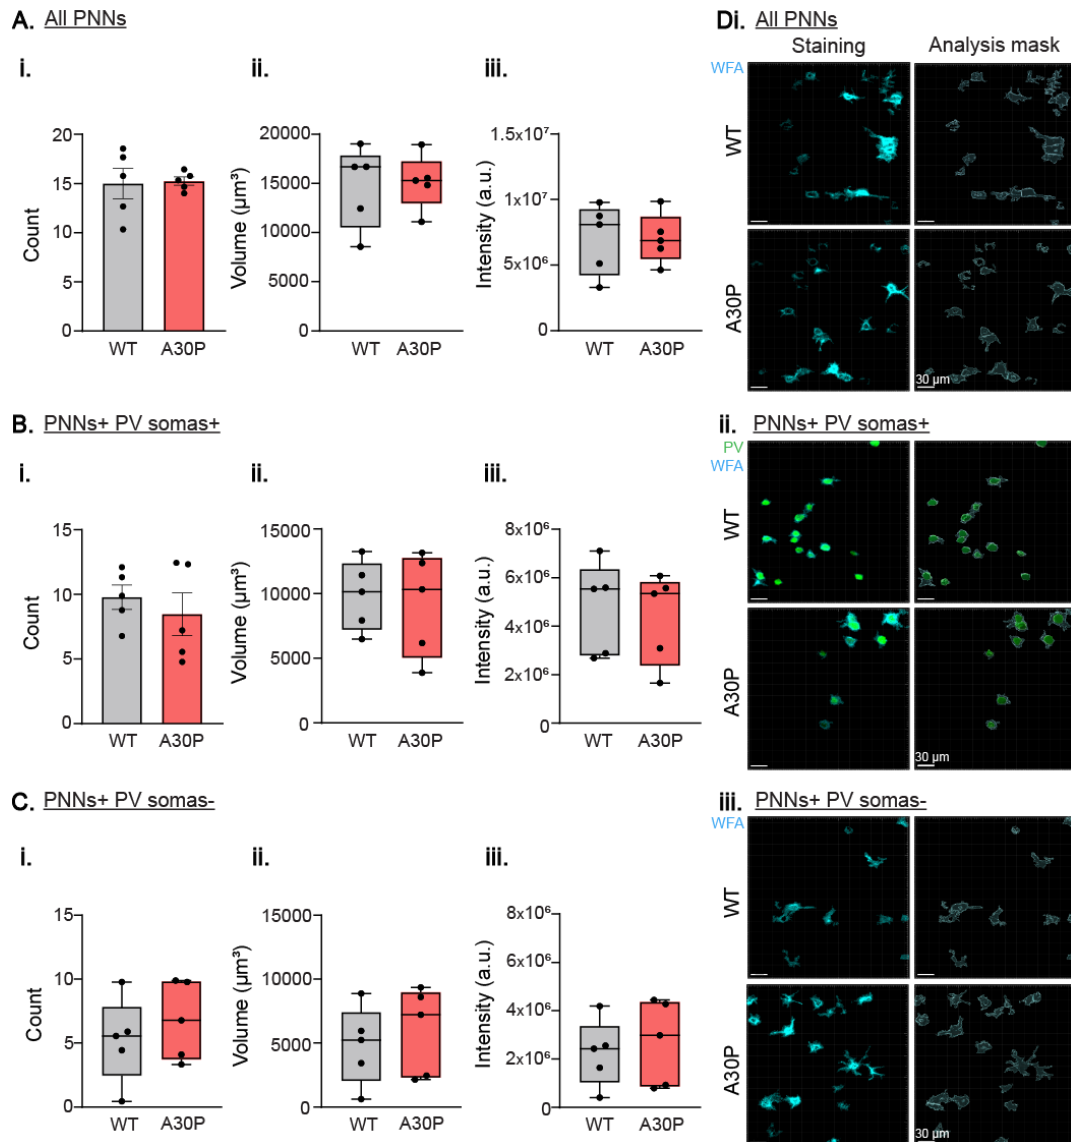 A. All PNNs
i.
ii.
iii.
Count
20
15
10
5
0
WT A30P
Volume (µm³)
20000
15000
10000
5000
0
WT A30P
Intensity (a.u.)
1.5x10⁷
1x10⁷
5x10⁶
0
WT A30P
B. PNNs+ PV somas+
i.
ii.
iii.
Count
15
10
5
0
WT A30P
Volume (µm³)
15000
10000
5000
0
WT A30P
Intensity (a.u.)
8x10⁶
6x10⁶
4x10⁶
2x10⁶
0
WT A30P
C. PNNs+ PV somas-
i.
ii.
iii.
Count
15
10
5
0
WT A30P
Volume (µm³)
15000
10000
5000
0
WT A30P
Intensity (a.u.)
8x10⁶
6x10⁶
4x10⁶
2x10⁶
0
WT A30P
Di. All PNNs
Staining Analysis mask
WFA
WT
A30P
30 µm
ii. PNNs+ PV somas+
PV
WFA
WT
A30P
30 µm
iii. PNNs+ PV somas-
WFA
WT
A30P
30 µm